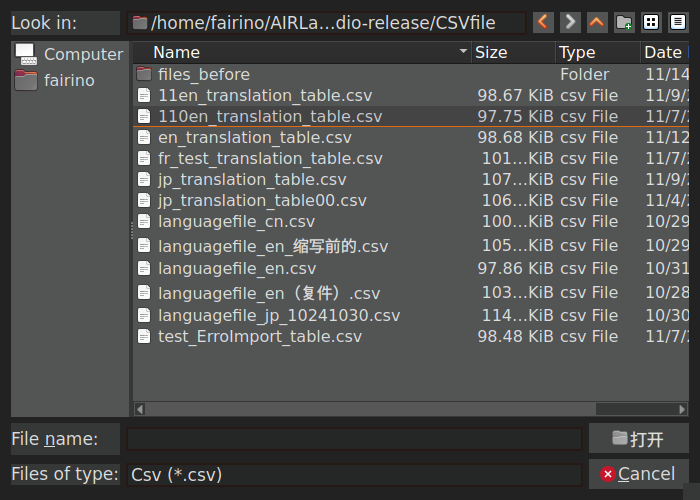 Look in: /home/fairino/AIRLa...dio-release/CSVfile
Computer
fairino
Name Size Type Date
files_before Folder 11/14
11en_translation_table.csv 98.67 KiB csv File 11/9/2
110en_translation_table.csv 97.75 KiB csv File 11/7/2
en_translation_table.csv 98.68 KiB csv File 11/12
fr_test_translation_table.csv 101...KiB csv File 11/7/2
jp_translation_table.csv 107...KiB csv File 11/9/2
jp_translation_table00.csv 106...KiB csv File 11/4/2
languagefile_cn.csv 100...KiB csv File 10/29
languagefile_en_缩写前的.csv 105...KiB csv File 10/29
languagefile_en.csv 97.86 KiB csv File 10/31
languagefile_en（复件）.csv 103...KiB csv File 10/28
languagefile_jp_10241030.csv 114...KiB csv File 10/30
test_ErroImport_table.csv 98.48 KiB csv File 11/7/2
File name: 打开
Files of type: Csv (*.csv) Cancel